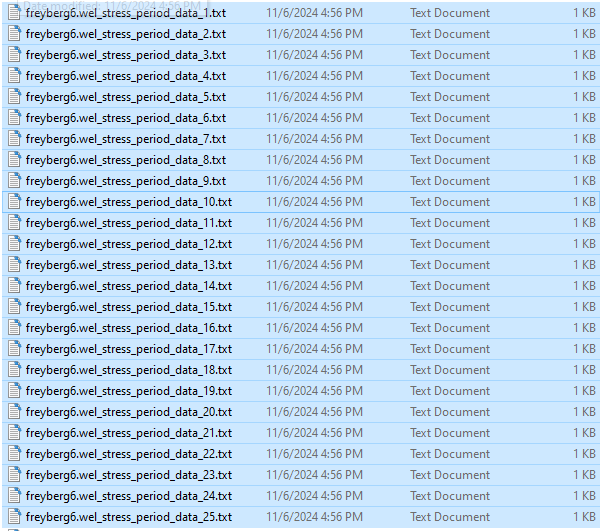 Date modified: 11/6/2024 4:56 PM
freyberg6.wel_stress_period_data_1.txt 11/6/2024 4:56 PM Text Document 1 KB
freyberg6.wel_stress_period_data_2.txt 11/6/2024 4:56 PM Text Document 1 KB
freyberg6.wel_stress_period_data_3.txt 11/6/2024 4:56 PM Text Document 1 KB
freyberg6.wel_stress_period_data_4.txt 11/6/2024 4:56 PM Text Document 1 KB
freyberg6.wel_stress_period_data_5.txt 11/6/2024 4:56 PM Text Document 1 KB
freyberg6.wel_stress_period_data_6.txt 11/6/2024 4:56 PM Text Document 1 KB
freyberg6.wel_stress_period_data_7.txt 11/6/2024 4:56 PM Text Document 1 KB
freyberg6.wel_stress_period_data_8.txt 11/6/2024 4:56 PM Text Document 1 KB
freyberg6.wel_stress_period_data_9.txt 11/6/2024 4:56 PM Text Document 1 KB
freyberg6.wel_stress_period_data_10.txt 11/6/2024 4:56 PM Text Document 1 KB
freyberg6.wel_stress_period_data_11.txt 11/6/2024 4:56 PM Text Document 1 KB
freyberg6.wel_stress_period_data_12.txt 11/6/2024 4:56 PM Text Document 1 KB
freyberg6.wel_stress_period_data_13.txt 11/6/2024 4:56 PM Text Document 1 KB
freyberg6.wel_stress_period_data_14.txt 11/6/2024 4:56 PM Text Document 1 KB
freyberg6.wel_stress_period_data_15.txt 11/6/2024 4:56 PM Text Document 1 KB
freyberg6.wel_stress_period_data_16.txt 11/6/2024 4:56 PM Text Document 1 KB
freyberg6.wel_stress_period_data_17.txt 11/6/2024 4:56 PM Text Document 1 KB
freyberg6.wel_stress_period_data_18.txt 11/6/2024 4:56 PM Text Document 1 KB
freyberg6.wel_stress_period_data_19.txt 11/6/2024 4:56 PM Text Document 1 KB
freyberg6.wel_stress_period_data_20.txt 11/6/2024 4:56 PM Text Document 1 KB
freyberg6.wel_stress_period_data_21.txt 11/6/2024 4:56 PM Text Document 1 KB
freyberg6.wel_stress_period_data_22.txt 11/6/2024 4:56 PM Text Document 1 KB
freyberg6.wel_stress_period_data_23.txt 11/6/2024 4:56 PM Text Document 1 KB
freyberg6.wel_stress_period_data_24.txt 11/6/2024 4:56 PM Text Document 1 KB
freyberg6.wel_stress_period_data_25.txt 11/6/2024 4:56 PM Text Document 1 KB